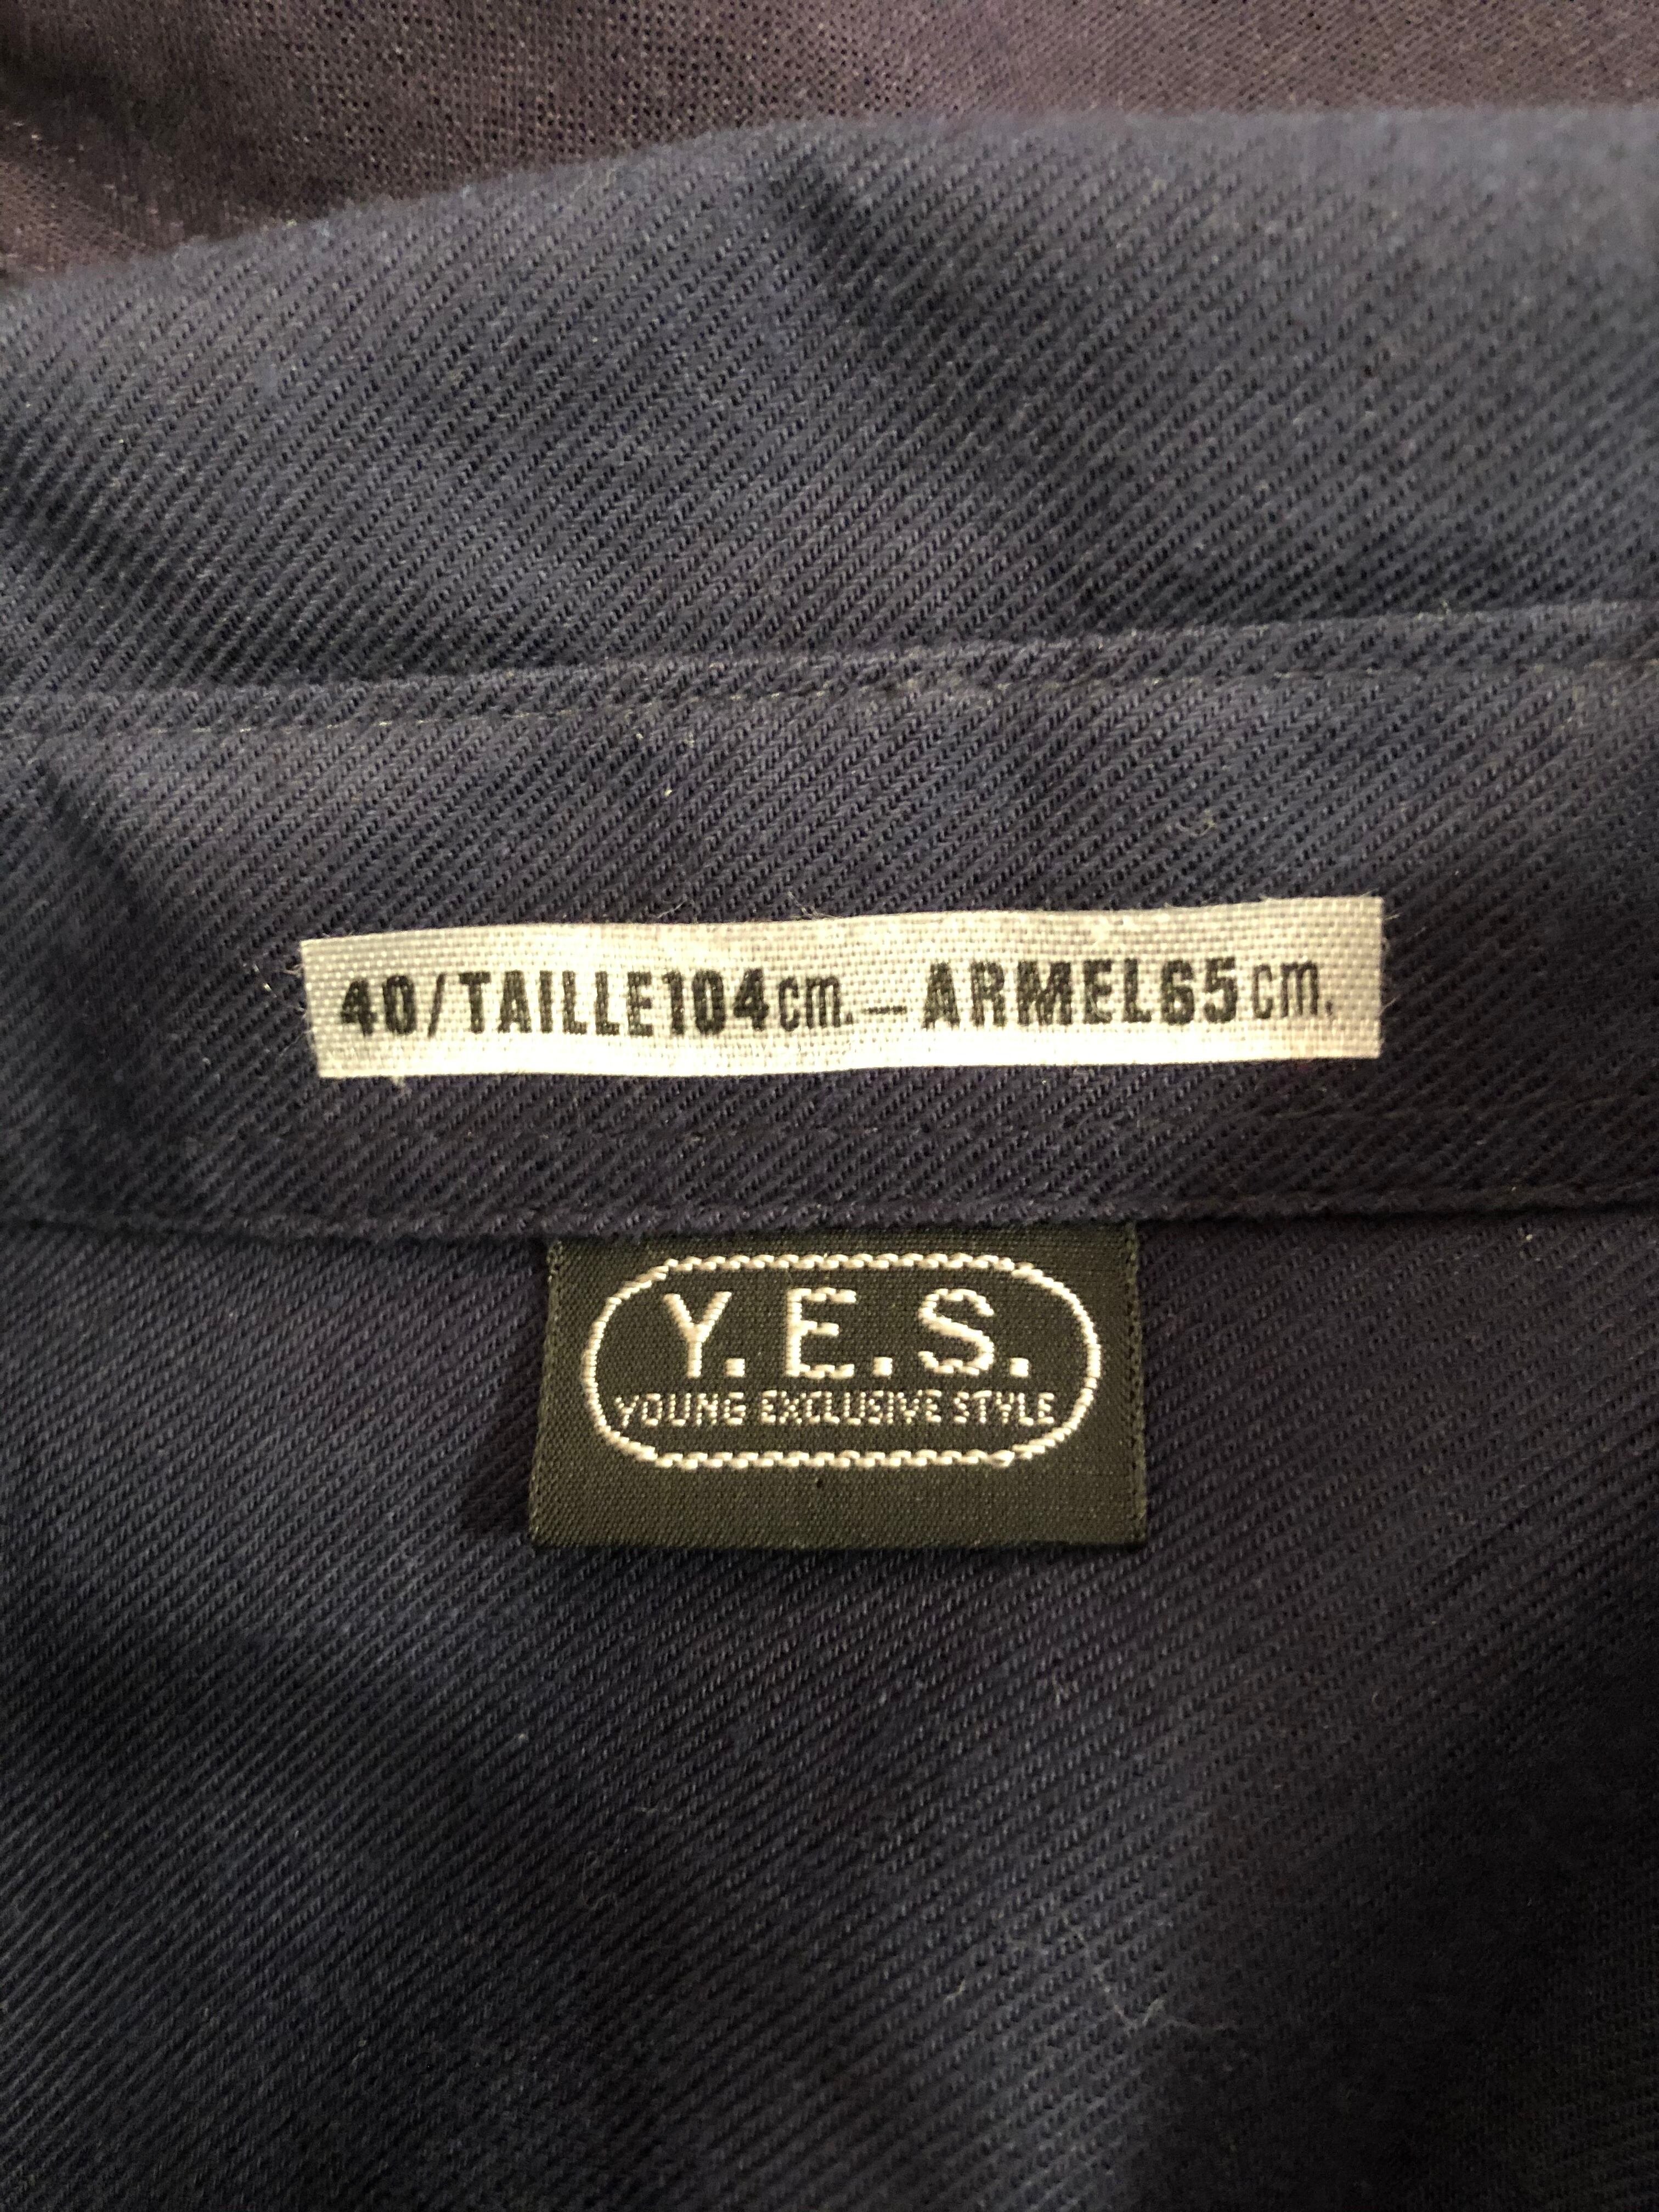 40/TAILLE104cm.—ARMEL65cm.
Y.E.S.
YOUNG EXCLUSIVE STYLE